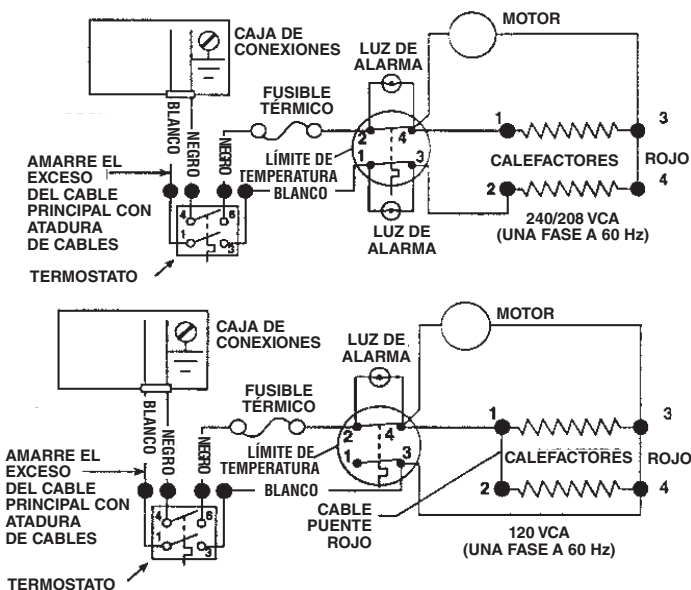 MOTOR
CAJA DE
CONEXIONES
LUZ DE
ALARMA
FUSIBLE
TÉRMICO
BLANCO
NEGRO
NEGRO
2
4
1
3
1
3
AMARRE EL
EXCESO
DEL CABLE
PRINCIPAL CON
ATADURA
DE CABLES
LÍMITE DE
TEMPERATURA
BLANCO
CALEFACTORES
ROJO
2
4
4
6
1
3
LUZ DE
ALARMA
240/208 VCA
(UNA FASE A 60 Hz)
TERMOSTATO
MOTOR
CAJA DE
CONEXIONES
LUZ DE
ALARMA
FUSIBLE
TÉRMICO
BLANCO
NEGRO
NEGRO
2
4
1
3
1
3
AMARRE EL
EXCESO
DEL CABLE
PRINCIPAL CON
ATADURA
DE CABLES
LÍMITE DE
TEMPERATURA
BLANCO
CALEFACTORES
ROJO
2
4
4
6
1
3
CABLE
PUENTE
ROJO
120 VCA
(UNA FASE A 60 Hz)
TERMOSTATO